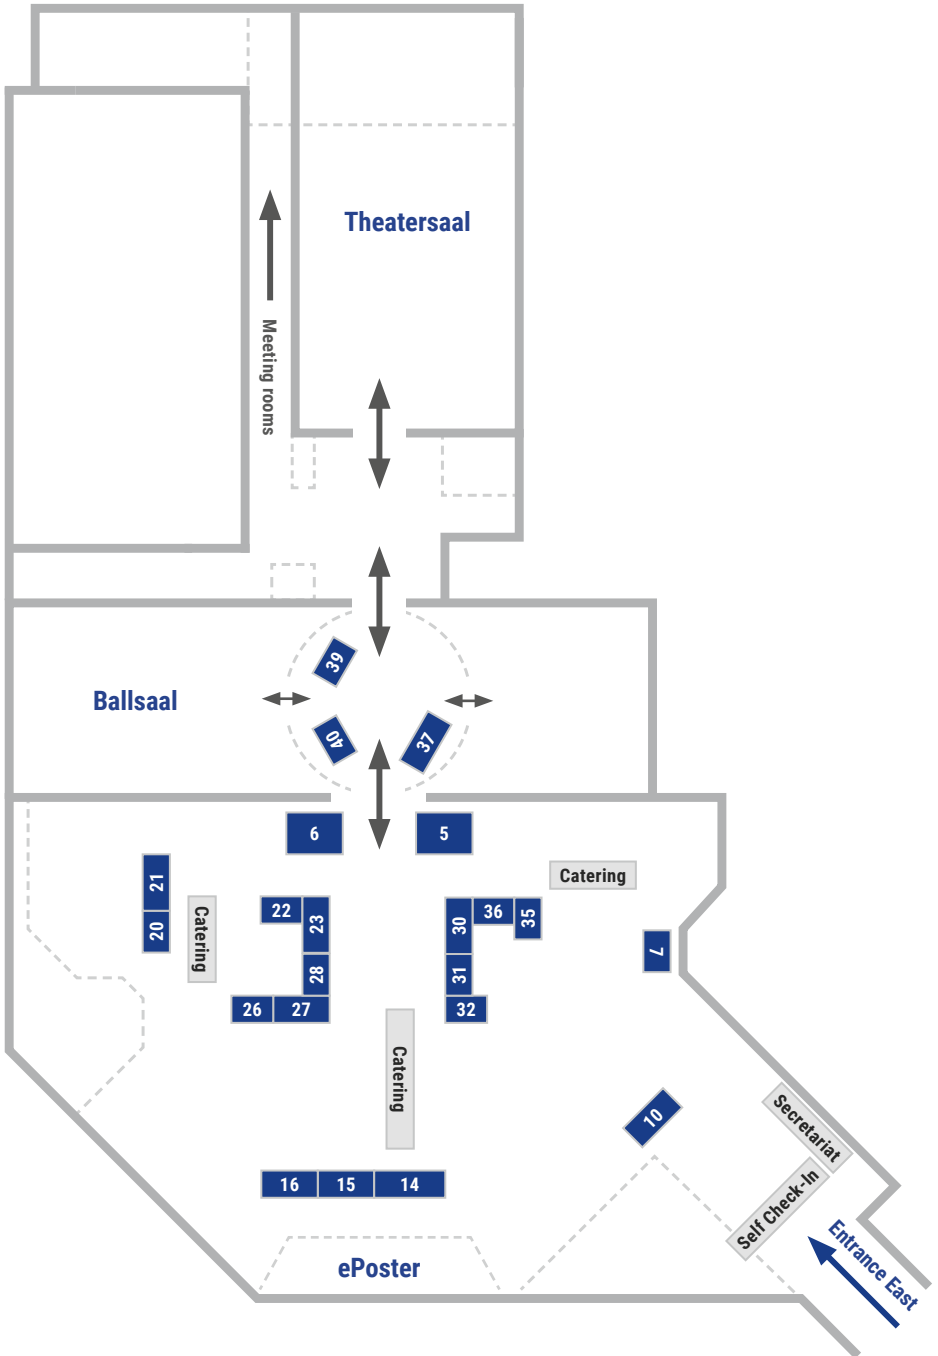 Theatersaal
Meeting rooms
39
Ballsaal
40
37
6
5
21
20
Catering
22
23
28
26
27
30
36
35
31
32
Catering
7
Catering
10
Secretariat
Self Check-In
16
15
14
ePoster
Entrance East